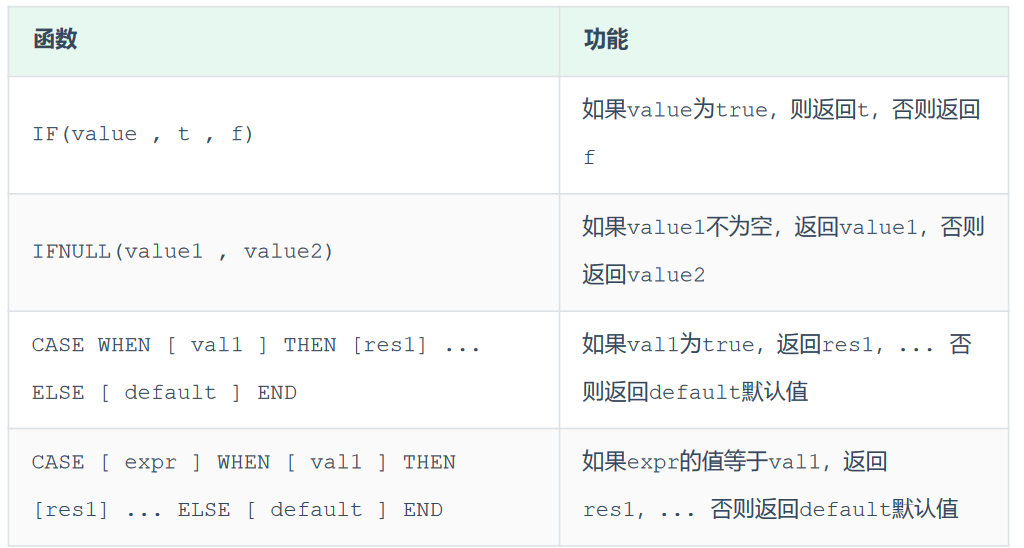 函数
功能
IF(value , t , f)
如果value为true，则返回t，否则返回
f
IFNULL(value1 , value2)
如果value1不为空，返回value1，否则
返回value2
CASE WHEN [ val1 ] THEN [res1] ...
ELSE [ default ] END
如果val1为true，返回res1，... 否
则返回default默认值
CASE [ expr ] WHEN [ val1 ] THEN
[res1] ... ELSE [ default ] END
如果expr的值等于val1，返回
res1，... 否则返回default默认值